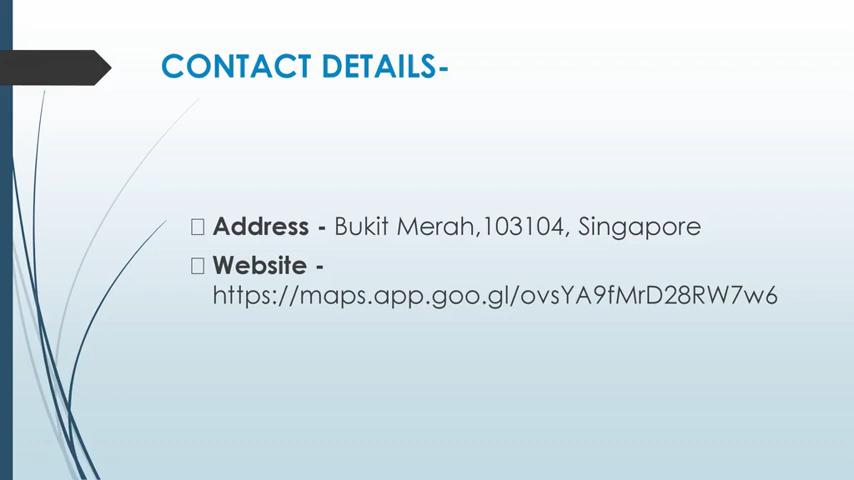 CONTACT DETAILS-
Address - Bukit Merah,103104, Singapore
Website -
https://maps.app.goo.gl/ovsYA9fMrD28RW7w6